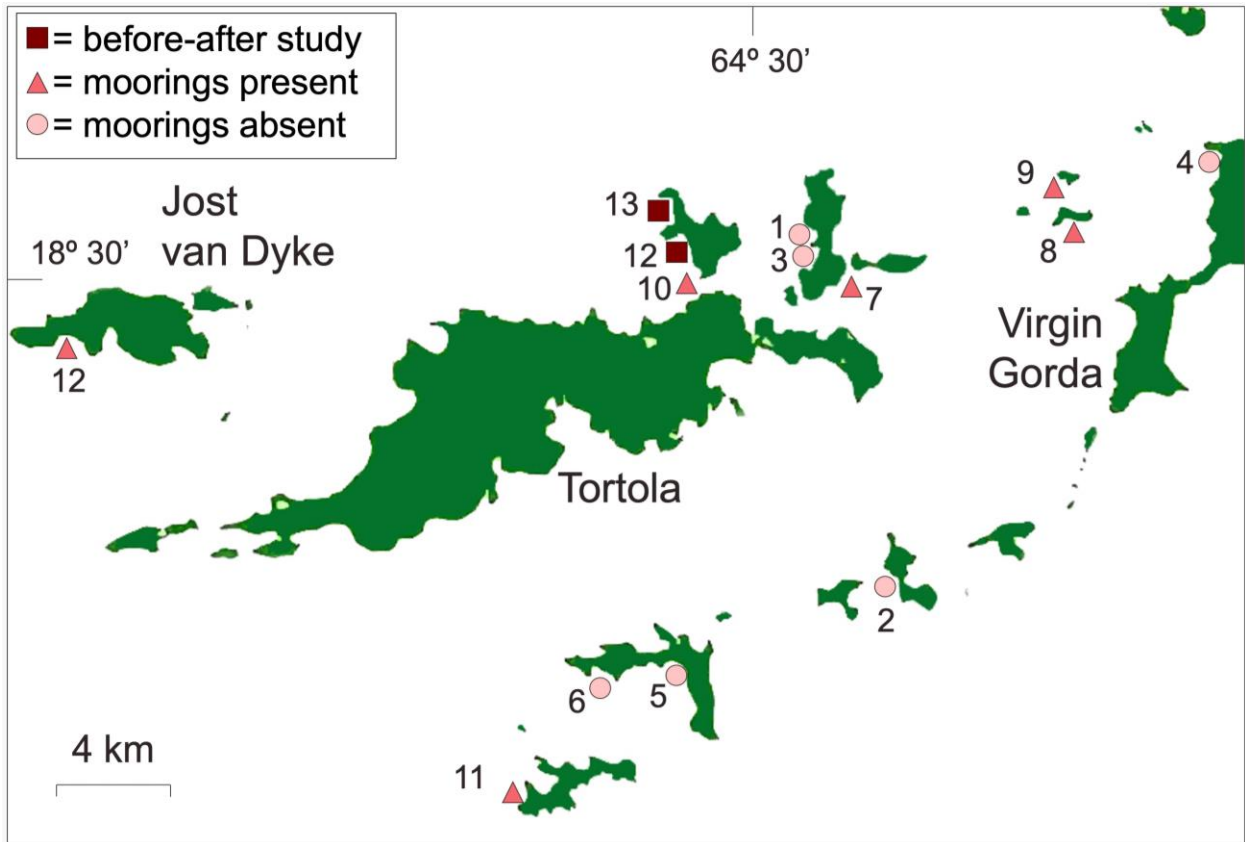 = before-after study
= moorings present
= moorings absent
64º 30’
Jost
van Dyke
18º 30’
13
12
10
1
3
7
9
8
4
12
Virgin
Gorda
Tortola
2
6
5
11
4 km